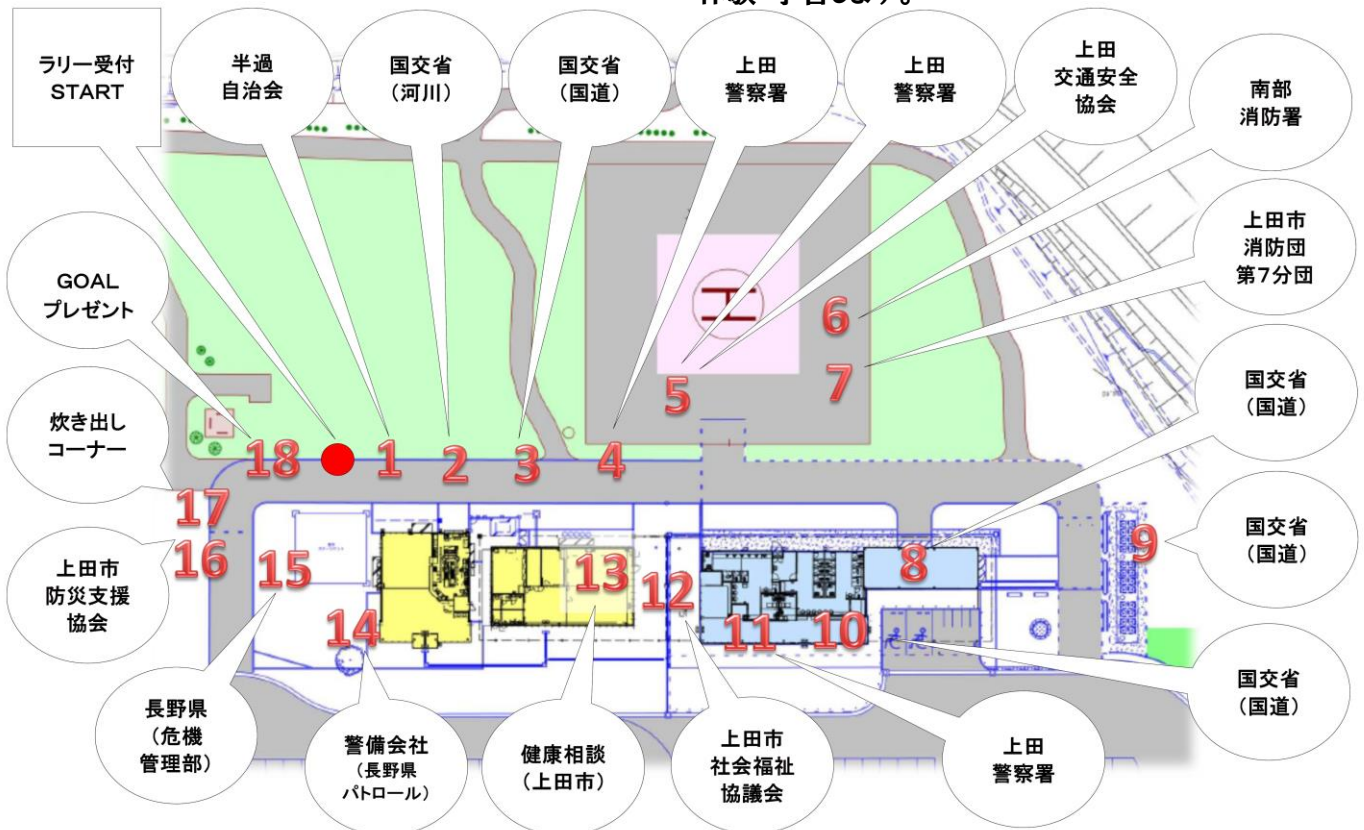 ラリー受付
START
半過
自治会
国交省
（河川）
国交省
（国道）
上田
警察署
上田
警察署
上田
交通安全
協会
南部
消防署
上田市
消防団
第7分団
国交省
（国道）
国交省
（国道）
国交省
（国道）
上田
警察署
上田市
社会福祉
協議会
健康相談
（上田市）
警備会社
（長野県
パトロール）
長野県
（危機
管理部）
上田市
防災支援
協会
炊き出し
コーナー
GOAL
プレゼント
H
1
2
3
4
5
6
7
8
9
10
11
12
13
14
15
16
17
18